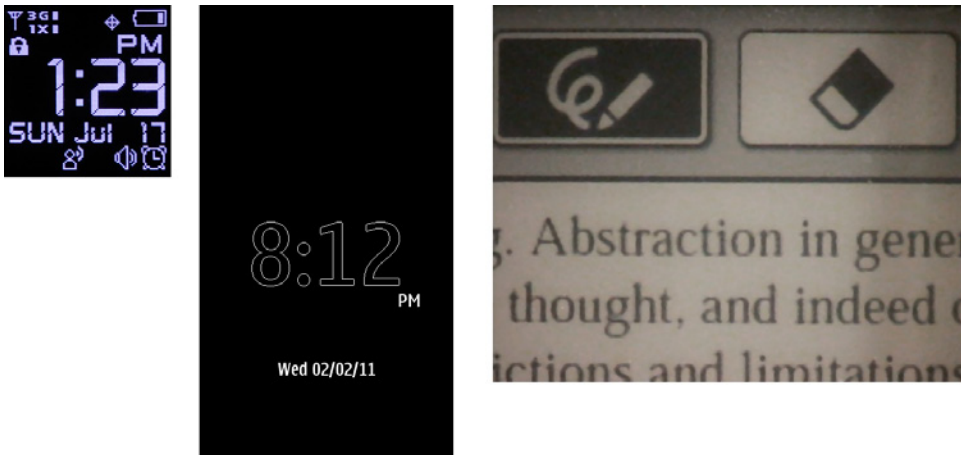 3G
1X
PM
1:23
SUN Jul 17
8:12
PM
Wed 02/02/11
. Abstraction in gener
thought, and indeed
ictions and limitations